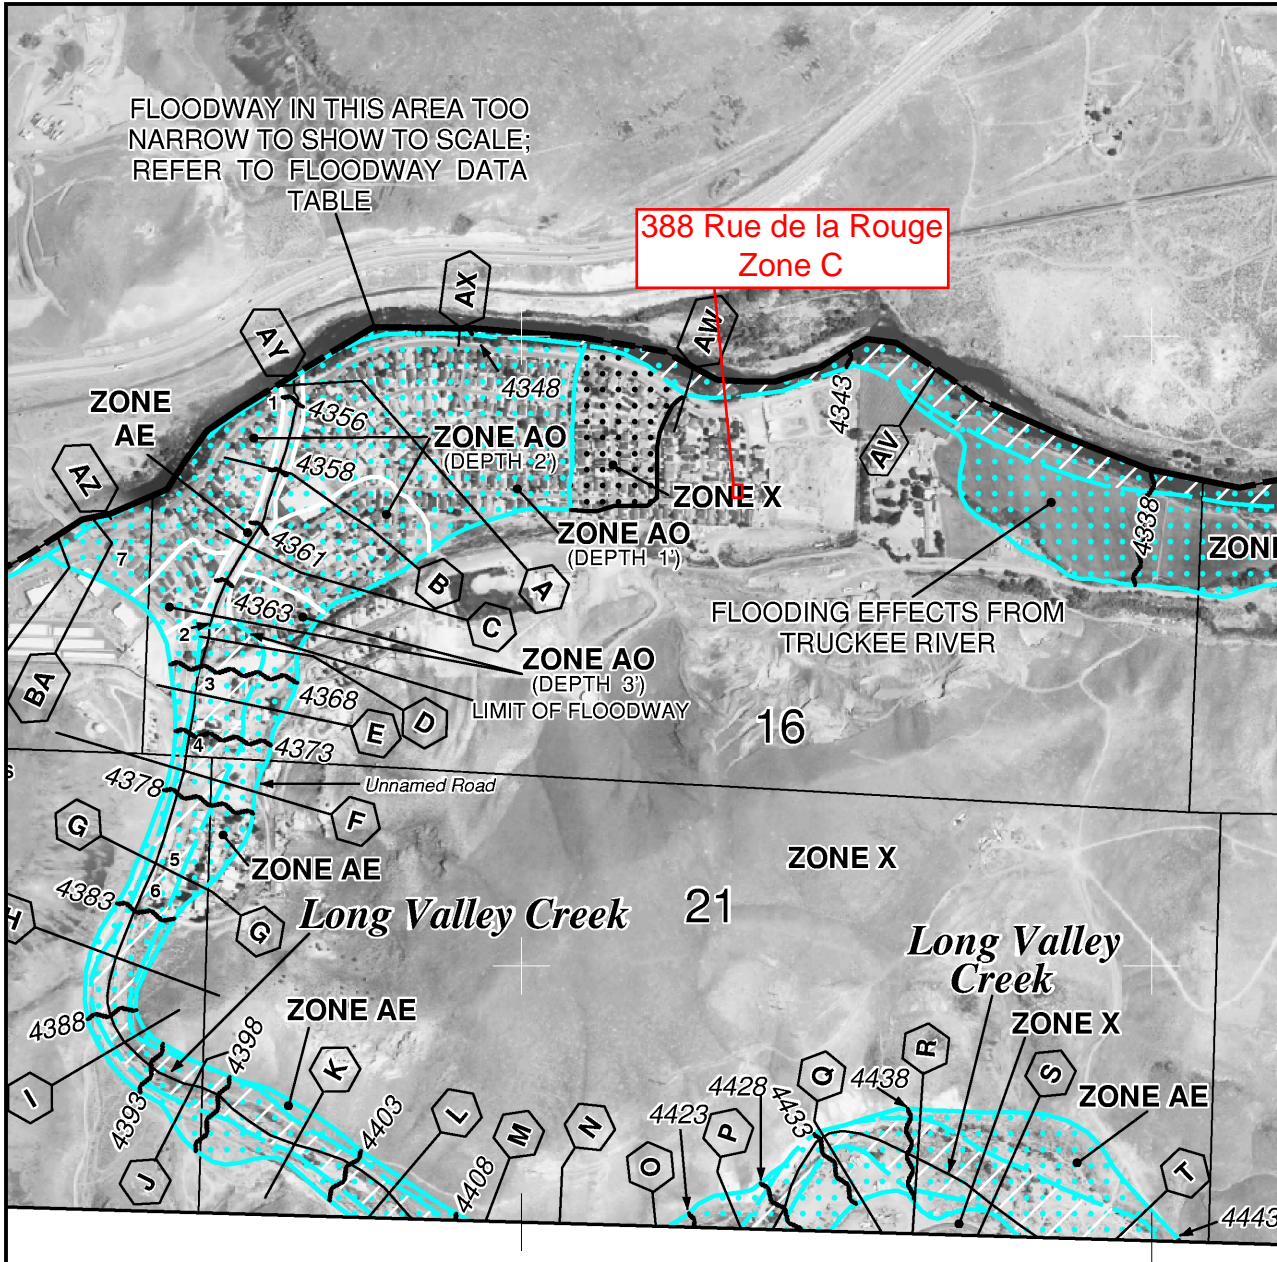 FLOODWAY IN THIS AREA TOO
NARROW TO SHOW TO SCALE;
REFER TO FLOODWAY DATA
TABLE
388 Rue de la Rouge
Zone C
AX
AW
AY
4348
4343
ZONE
AE
1
4356
ZONE AO
(DEPTH 2')
AV
AZ
4358
ZONE X
4338
ZONE AO
(DEPTH 1')
ZONE
7
4361
B
A
4363
C
FLOODING EFFECTS FROM
TRUCKEE RIVER
2
ZONE AO
(DEPTH 3')
LIMIT OF FLOODWAY
BA
3
4368
D
E
16
4
4373
4378
Unnamed Road
F
G
5
ZONE AE
ZONE X
6
4383
H
G
Long Valley Creek
21
Long Valley
Creek
ZONE AE
4388
4398
ZONE X
K
R
S
I
4393
4403
L
M
N
4423
4428
4433
Q
4438
ZONE AE
P
O
J
4408
T
4443